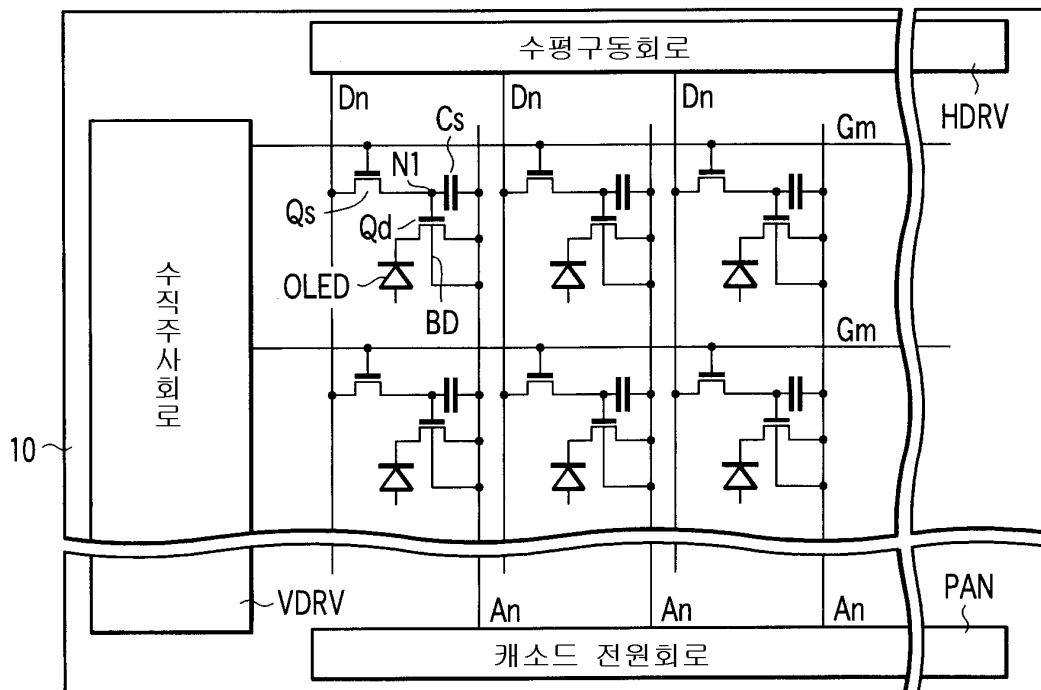 수평구동회로
HDRV
Dn
Dn
Dn
Cs
Gm
N1
Qs
Qd
OLED
BD
Gm
수직주사회로
10
VDRV
An
An
An
PAN
캐소드 전원회로